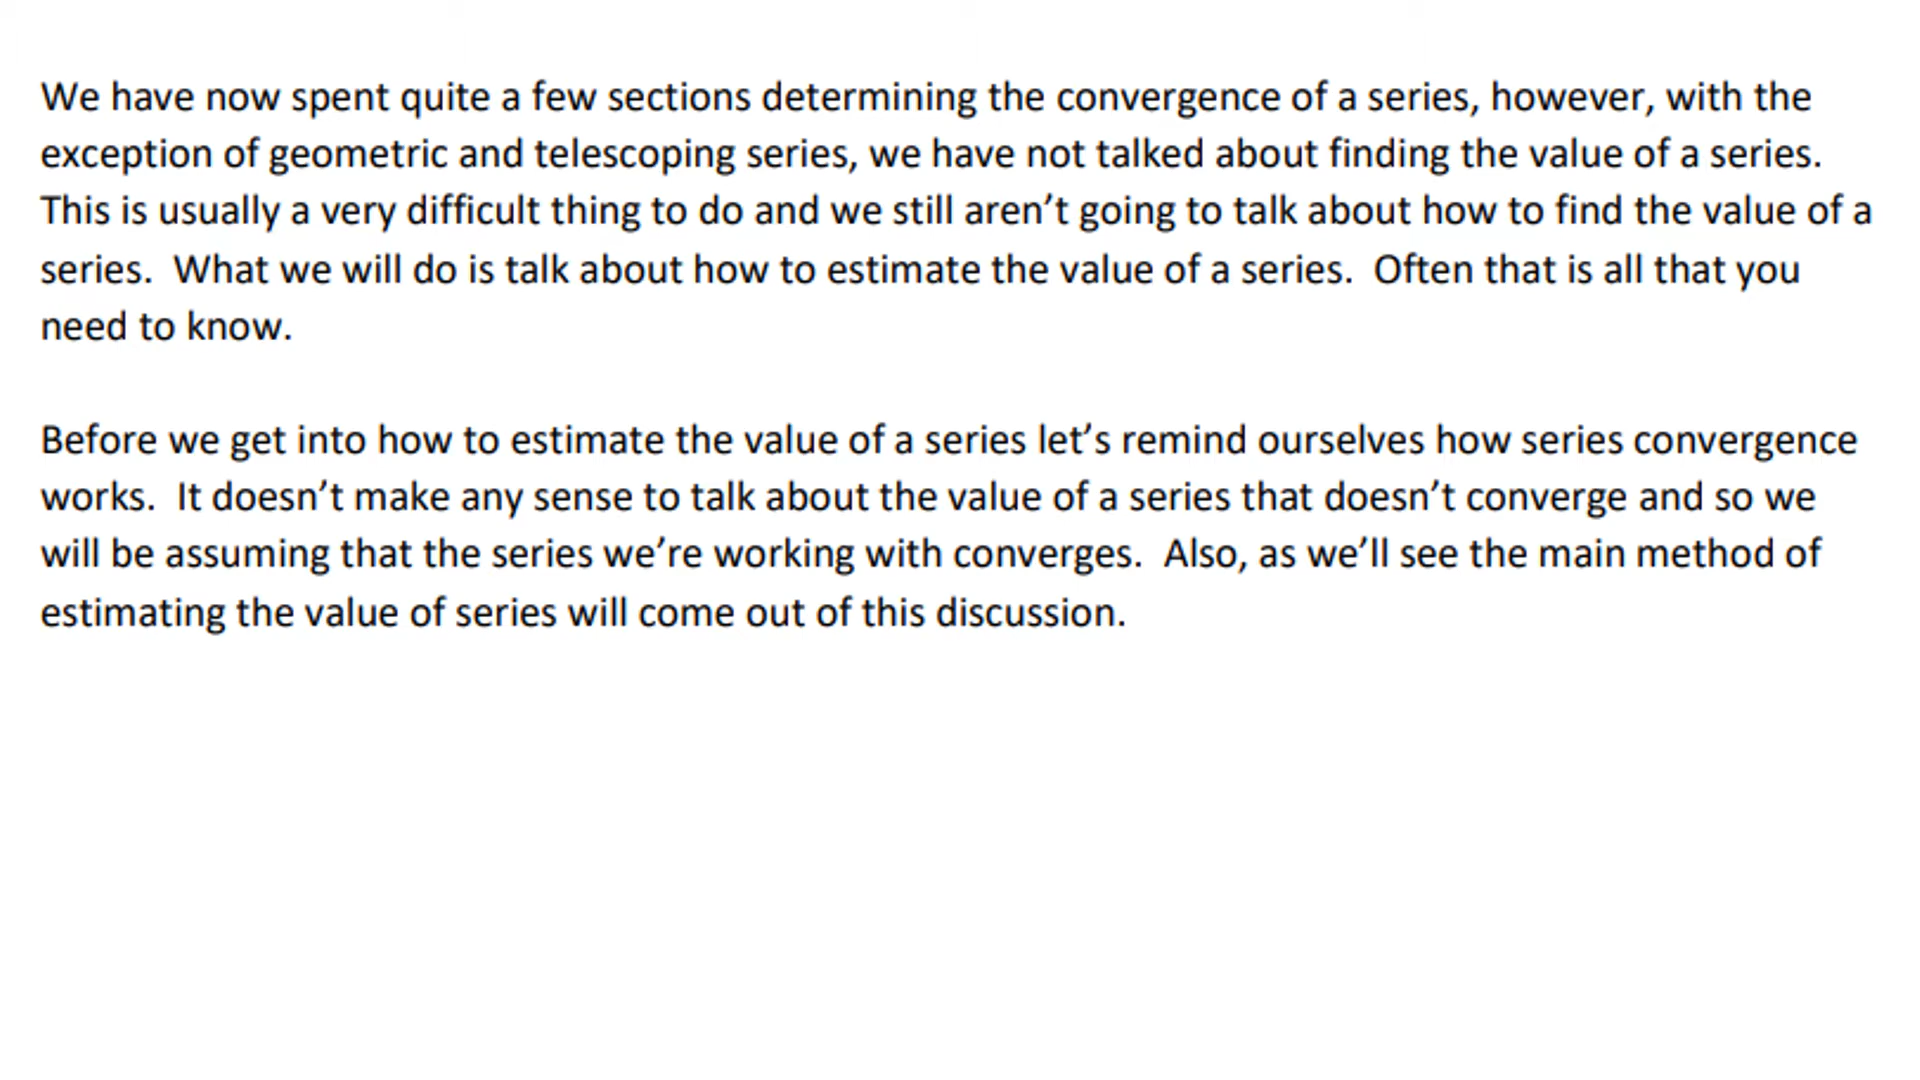 We have now spent quite a few sections determining the convergence of a series, however, with the
exception of geometric and telescoping series, we have not talked about finding the value of a series.
This is usually a very difficult thing to do and we still aren’t going to talk about how to find the value of a
series.  What we will do is talk about how to estimate the value of a series.  Often that is all that you
need to know.
Before we get into how to estimate the value of a series let’s remind ourselves how series convergence
works.  It doesn’t make any sense to talk about the value of a series that doesn’t converge and so we
will be assuming that the series we’re working with converges.  Also, as we’ll see the main method of
estimating the value of series will come out of this discussion.